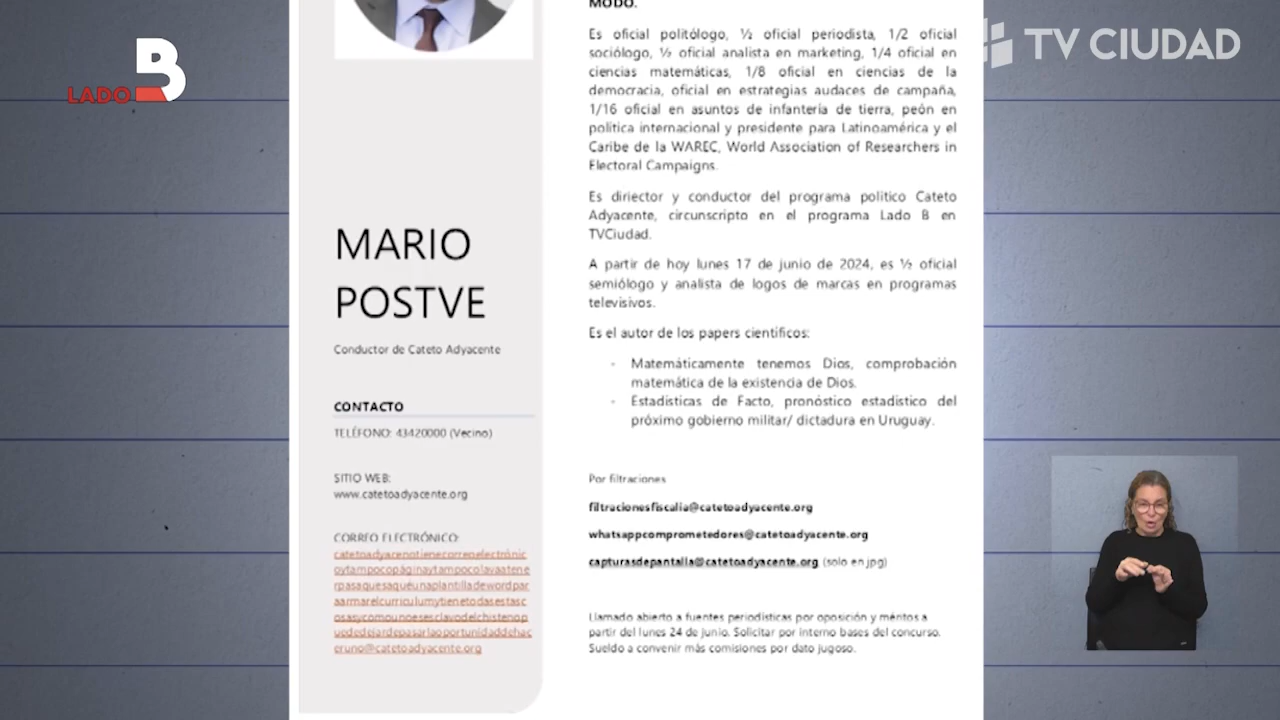 LADO B
TV CIUDAD
MODO.
Es oficial politólogo, ½ oficial periodista, 1/2 oficial
sociólogo, ½ oficial analista en marketing, 1/4 oficial en
ciencias matemáticas, 1/8 oficial en ciencias de la
democracia, oficial en estrategias audaces de campaña,
1/16 oficial en asuntos de infantería de tierra, peón en
política internacional y presidente para Latinoamérica y el
Caribe de la WAREC, World Association of Researchers in
Electoral Campaigns.
Es diriector y conductor del programa político Cateto
Adyacente, circunscripto en el programa Lado B en
TVCiudad.
A partir de hoy lunes 17 de junio de 2024, es ½ oficial
semiólogo y analista de logos de marcas en programas
televisivos.
Es el autor de los papers científicos:
- Matemáticamente tenemos Dios, comprobación
matemática de la existencia de Dios.
- Estadísticas de Facto, pronóstico estadístico del
próximo gobierno militar/ dictadura en Uruguay.
Por filtraciones
filtracionesfiscalia@catetoadyacente.org
whatsappcomprometedores@catetoadyacente.org
capturasdepantalla@catetoadyacente.org (solo en jpg)
Llamado abierto a fuentes periodísticas por oposición y méritos a
partir del lunes 24 de junio. Solicitar por interno bases del concurso.
Sueldo a convenir más comisiones por dato jugoso.
MARIO
POSTVE
Conductor de Cateto Adyacente
CONTACTO
TELÉFONO: 43420000 (Vecino)
SITIO WEB:
www.catetoadyacente.org
CORREO ELECTRÓNICO:
catetoadyacenotienecorreoelectrónic
oytampocopáginaytampocolavaatene
rpasaquesaquéunaplantilladewordpar
aarmarelcurriculumytienetodasestasc
osasycomounoesesclavodelchistenop
uededejardepasarlaoportunidaddehac
eruno@catetoadyacente.org